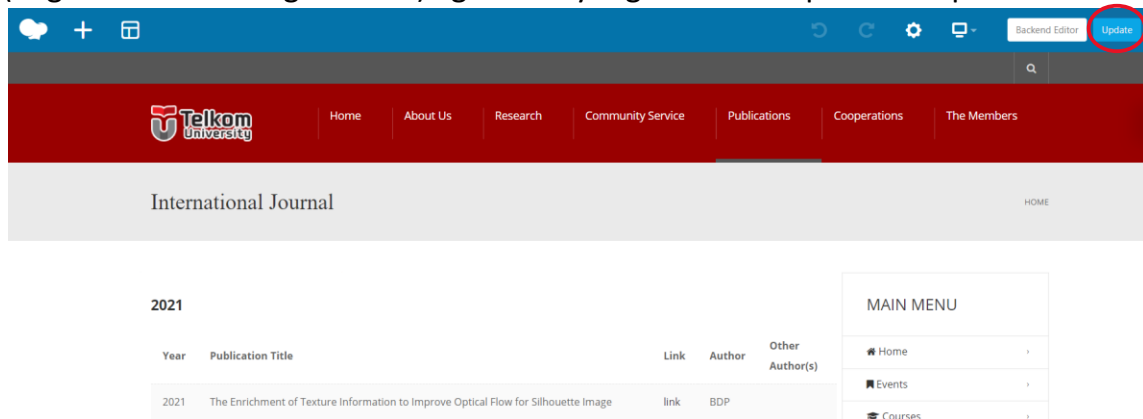 Backend Editor Update
Telkom
University
Home About Us Research Community Service Publications Cooperations The Members
International Journal
HOME
2021
MAIN MENU
Year Publication Title Link Author Other Author(s)
Home
Events
2021 The Enrichment of Texture Information to Improve Optical Flow for Silhouette Image link BDP
Courses